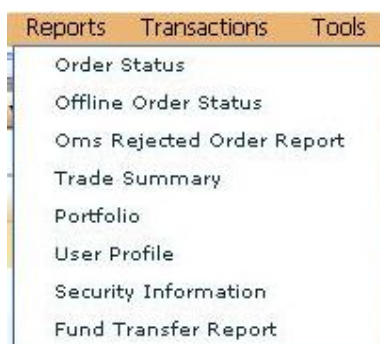 Reports Transactions Tools
Order Status
Offline Order Status
Oms Rejected Order Report
Trade Summary
Portfolio
User Profile
Security Information
Fund Transfer Report